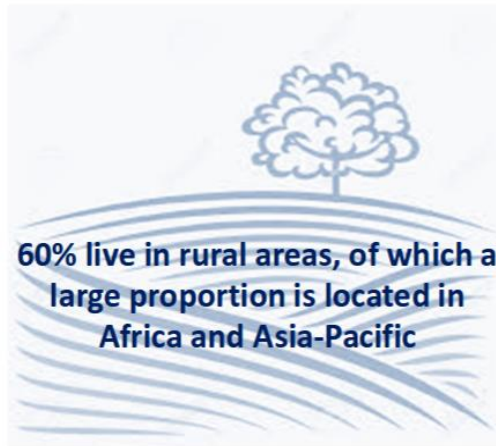 60% live in rural areas, of which a
large proportion is located in
Africa and Asia-Pacific